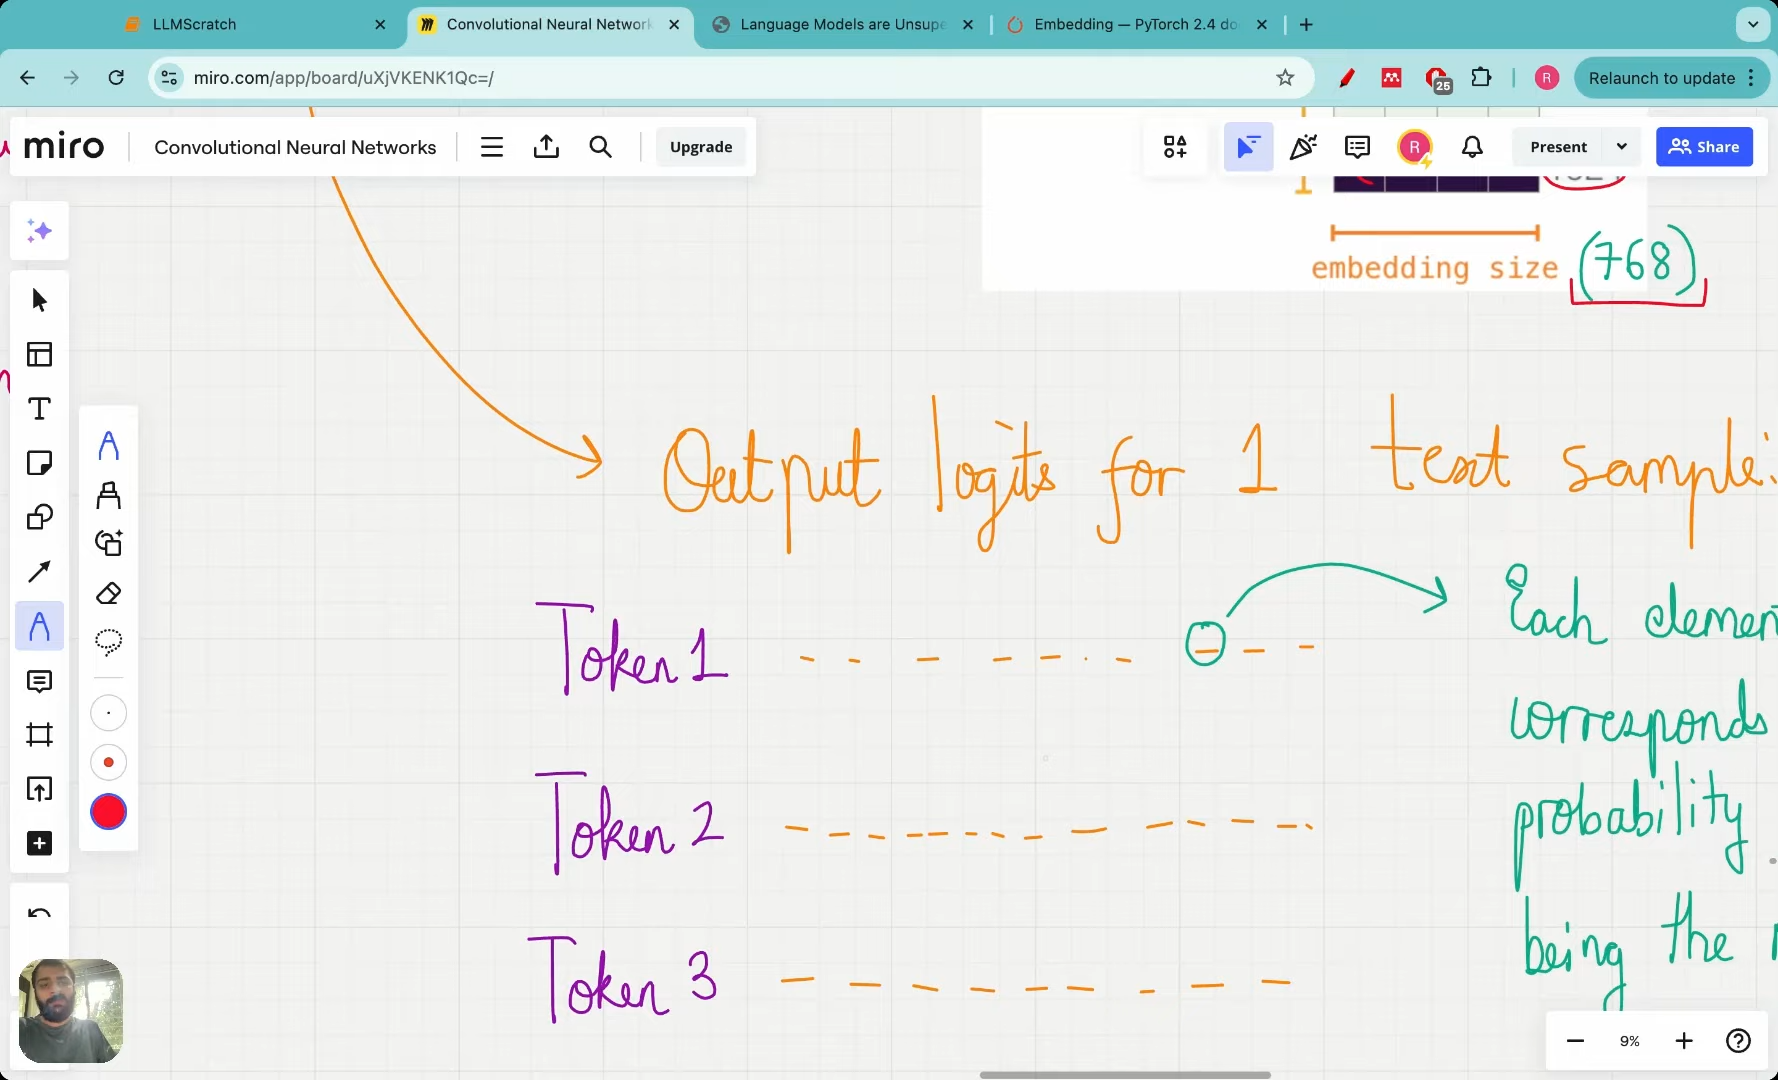 LLMScratch
Convolutional Neural Network
Language Models are Unsupe
Embedding — PyTorch 2.4 do
miro.com/app/board/uXjVKENK1Qc=/
25
R
Relaunch to update
miro
Convolutional Neural Networks
Upgrade
R
Present
Share
embedding size (768)
Output logits for 1 text sample:
Token 1
Each elemen
corresponds
Token 2
probability
being the
Token 3
9%